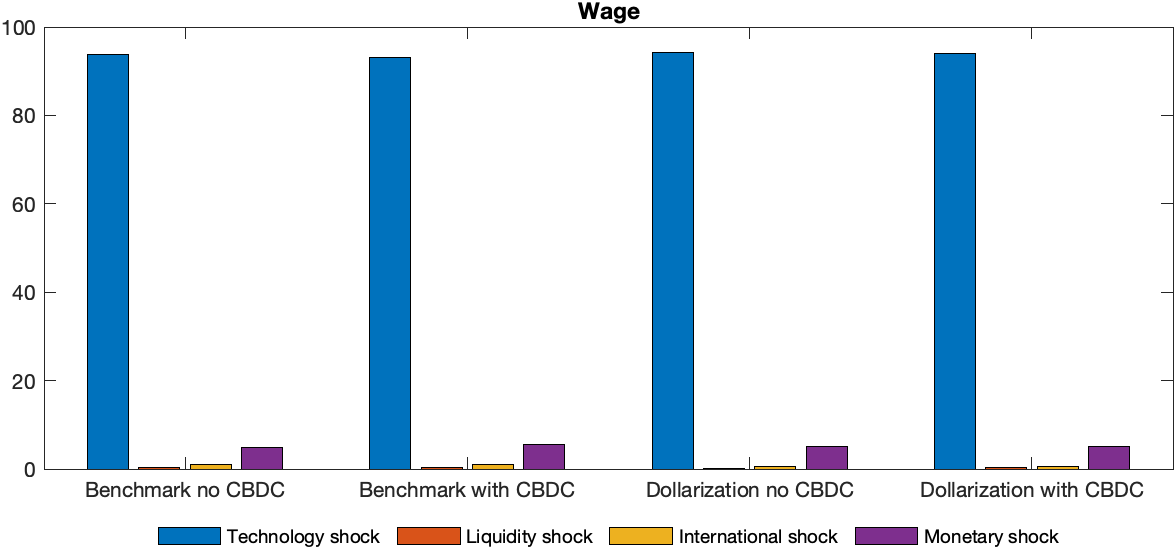 Wage
100
80
60
40
20
0
Benchmark no CBDC Benchmark with CBDC Dollarization no CBDC Dollarization with CBDC
Technology shock Liquidity shock International shock Monetary shock